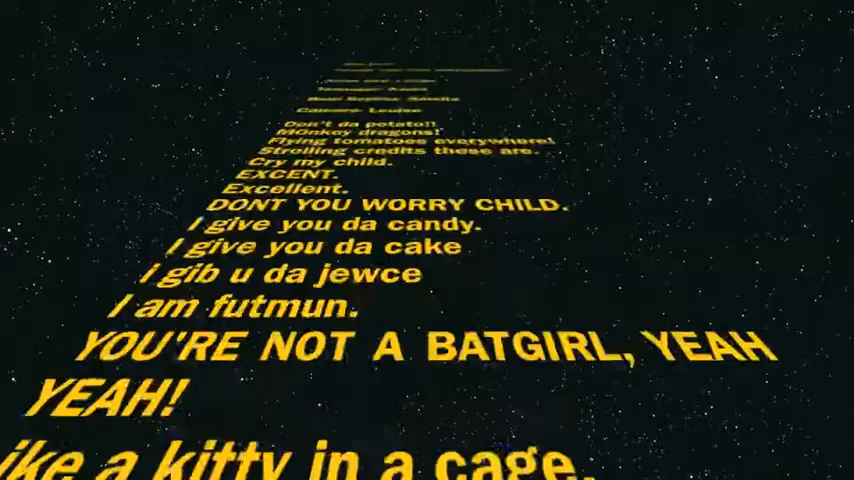 Camera: Louise
Don't da potato!!
MOnkey dragons!
Flying tomatoes everywhere!
Strolling credits these are.
Cry my child.
EXCENT.
Excellent.
DONT YOU WORRY CHILD.
I give you da candy.
I give you da cake
I gib u da jewce
I am futmun.
YOU'RE NOT A BATGIRL, YEAH
YEAH!
ike a kitty in a cage.